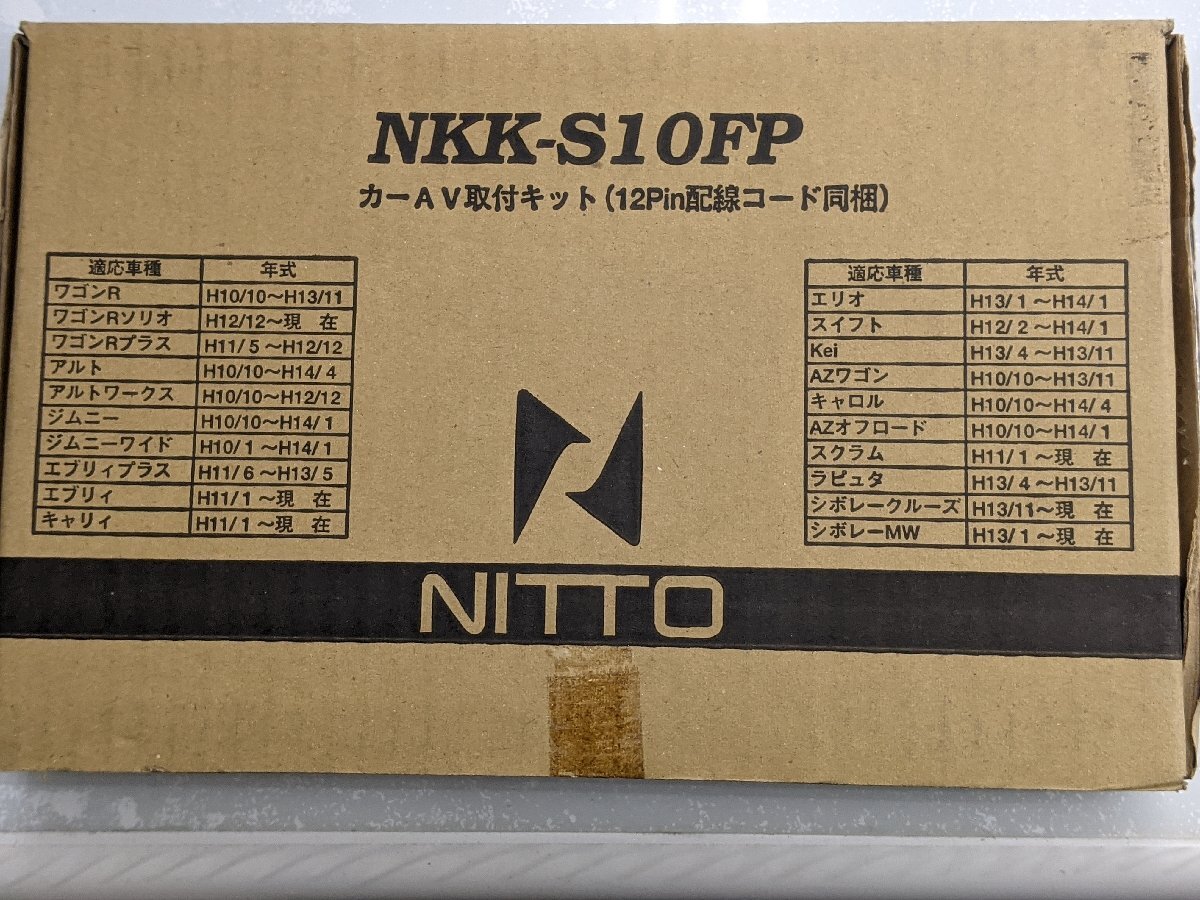 NKK-S10FP
カーAV取付キット(12Pin配線コード同梱)
適応車種 年式
ワゴンR H10/10～H13/11
ワゴンRソリオ H12/12～現 在
ワゴンRプラス H11/ 5 ～H12/12
アルト H10/10～H14/ 4
アルトワークス H10/10～H12/12
ジムニー H10/10～H14/ 1
ジムニーワイド H10/ 1 ～H14/ 1
エブリィプラス H11/ 6 ～H13/ 5
エブリィ H11/ 1 ～現 在
キャリィ H11/ 1 ～現 在
適応車種 年式
エリオ H13/ 1 ～H14/ 1
スイフト H12/ 2 ～H14/ 1
Kei H13/ 4 ～H13/11
AZワゴン H10/10～H13/11
キャロル H10/10～H14/ 4
AZオフロード H10/10～H14/ 1
スクラム H11/ 1 ～現 在
ラピュタ H13/ 4 ～H13/11
シボレークルーズ H13/11～現 在
シボレーMW H13/ 1 ～現 在
NITTO